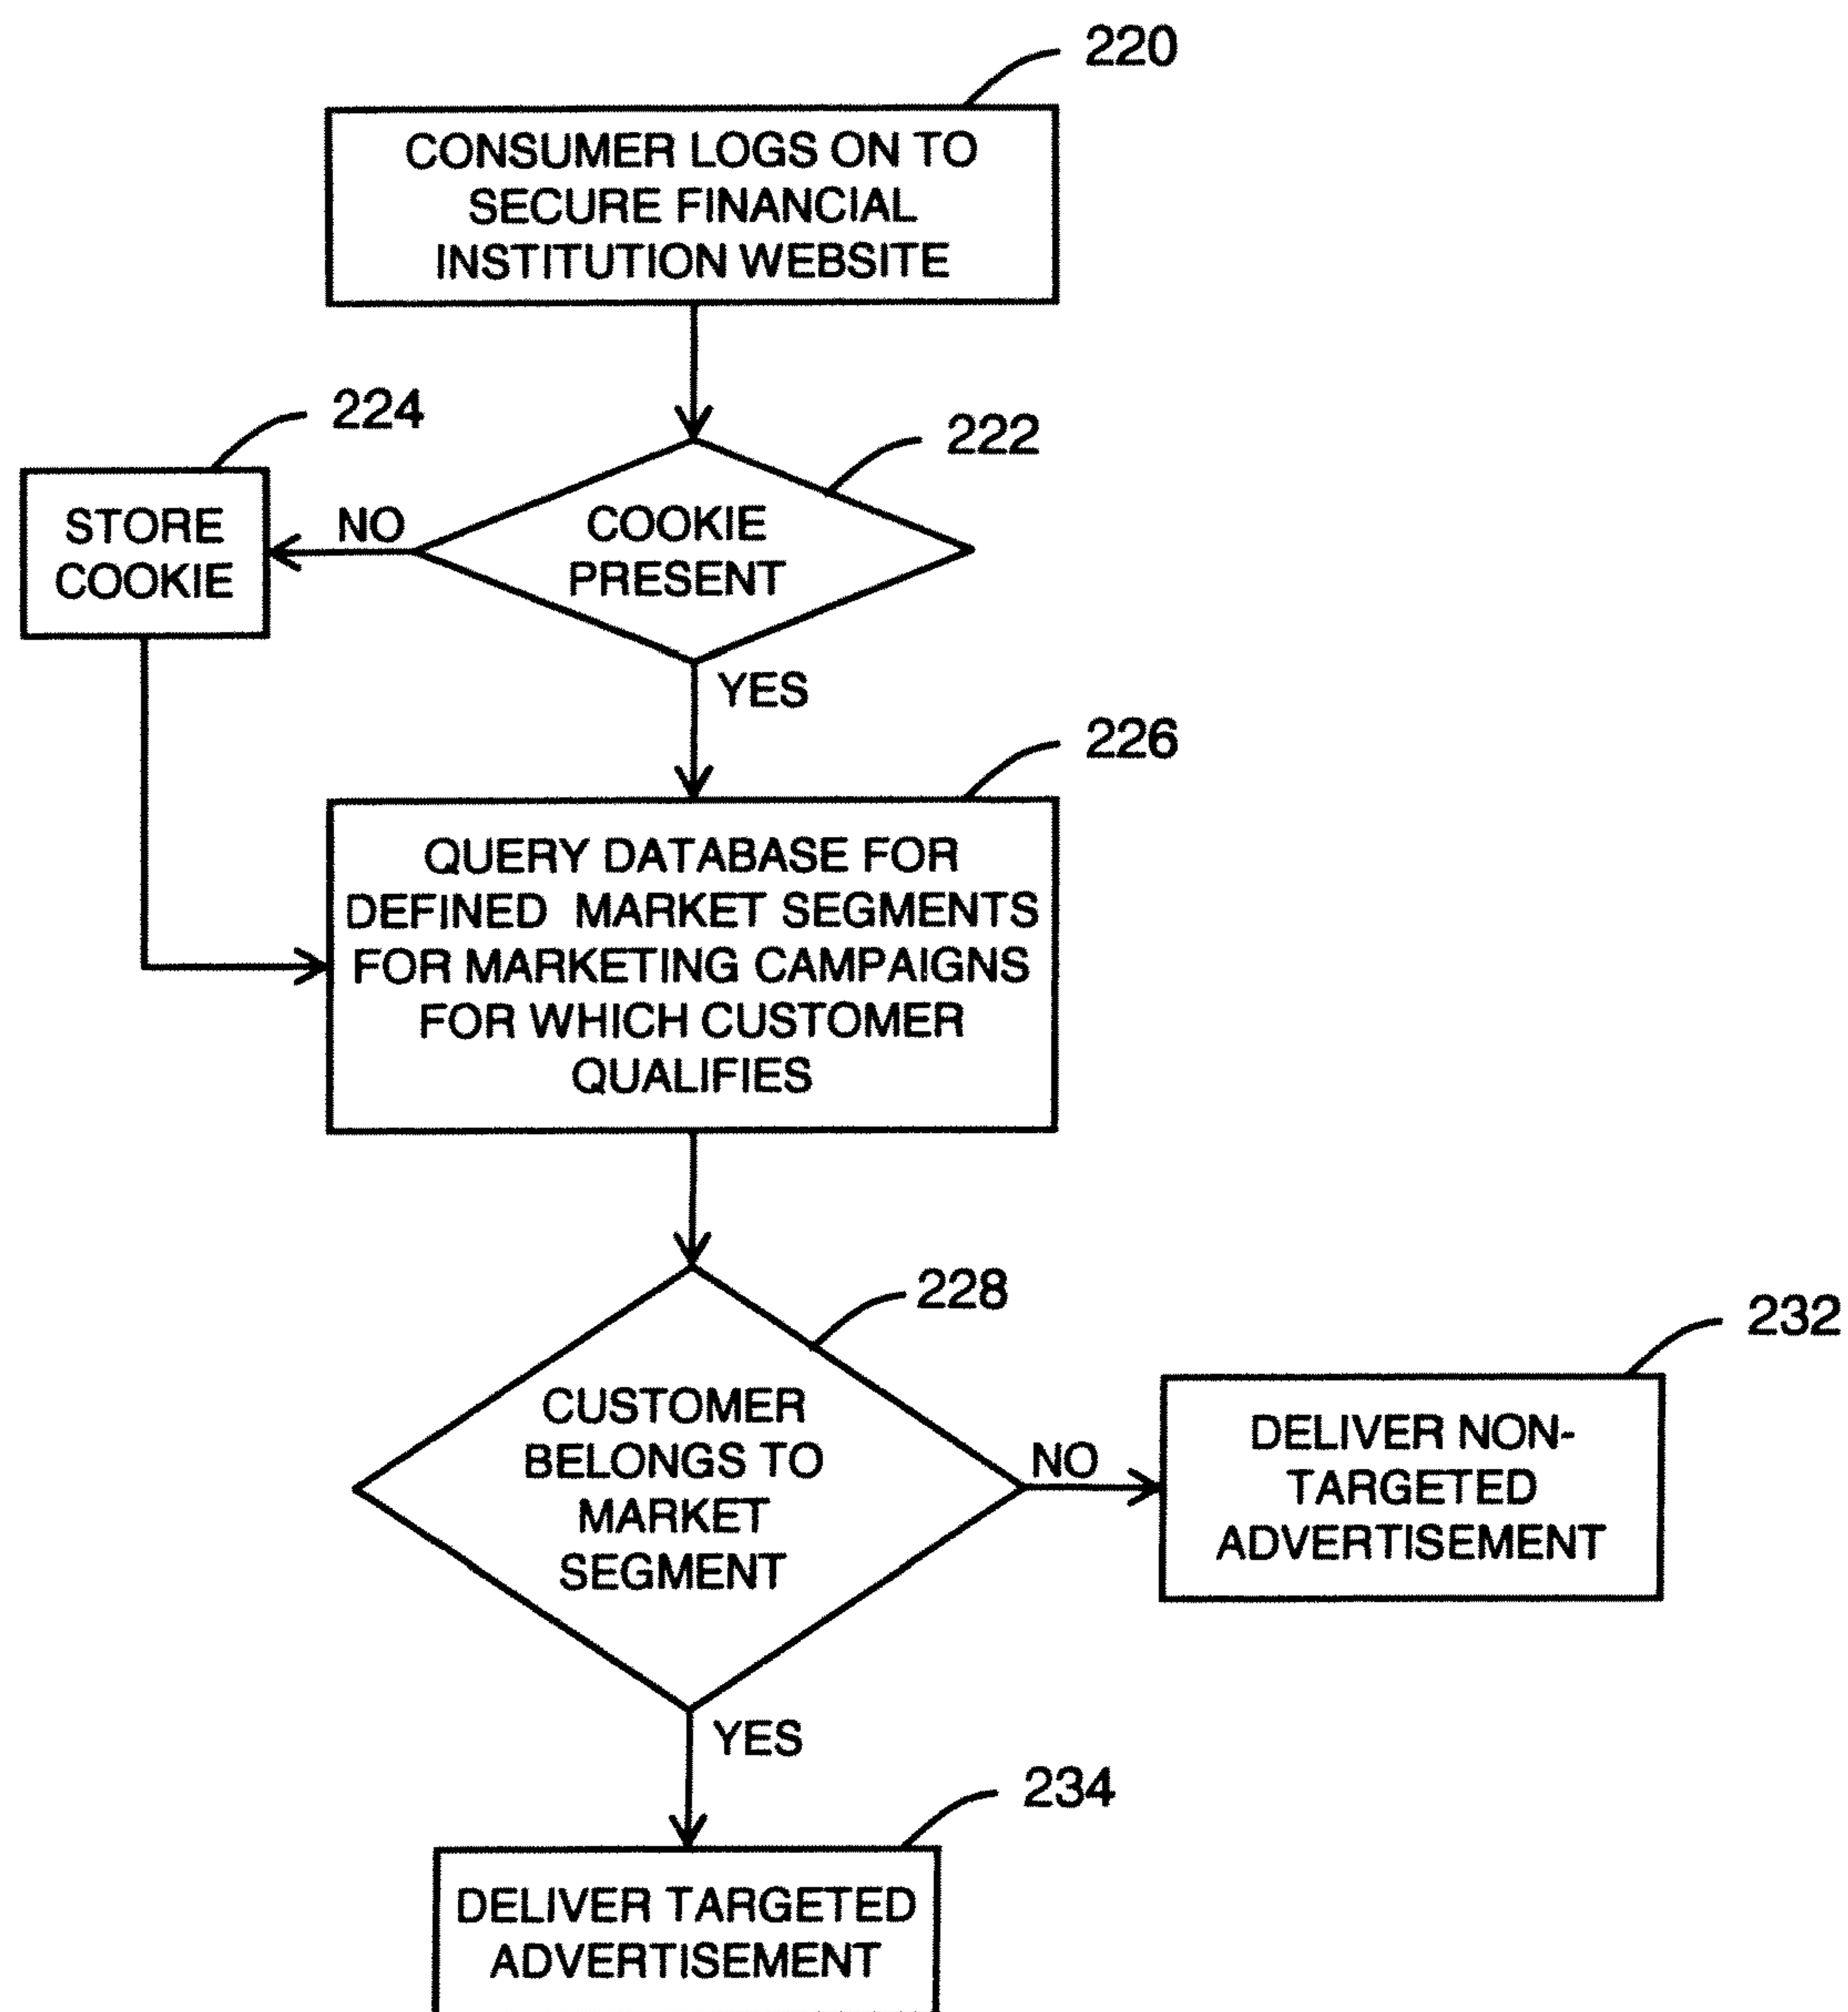 220
CONSUMER LOGS ON TO
SECURE FINANCIAL
INSTITUTION WEBSITE
224
222
STORE
COOKIE
NO
COOKIE
PRESENT
YES
226
QUERY DATABASE FOR
DEFINED MARKET SEGMENTS
FOR MARKETING CAMPAIGNS
FOR WHICH CUSTOMER
QUALIFIES
228
232
CUSTOMER
BELONGS TO
MARKET
SEGMENT
NO
DELIVER NON-
TARGETED
ADVERTISEMENT
YES
234
DELIVER TARGETED
ADVERTISEMENT